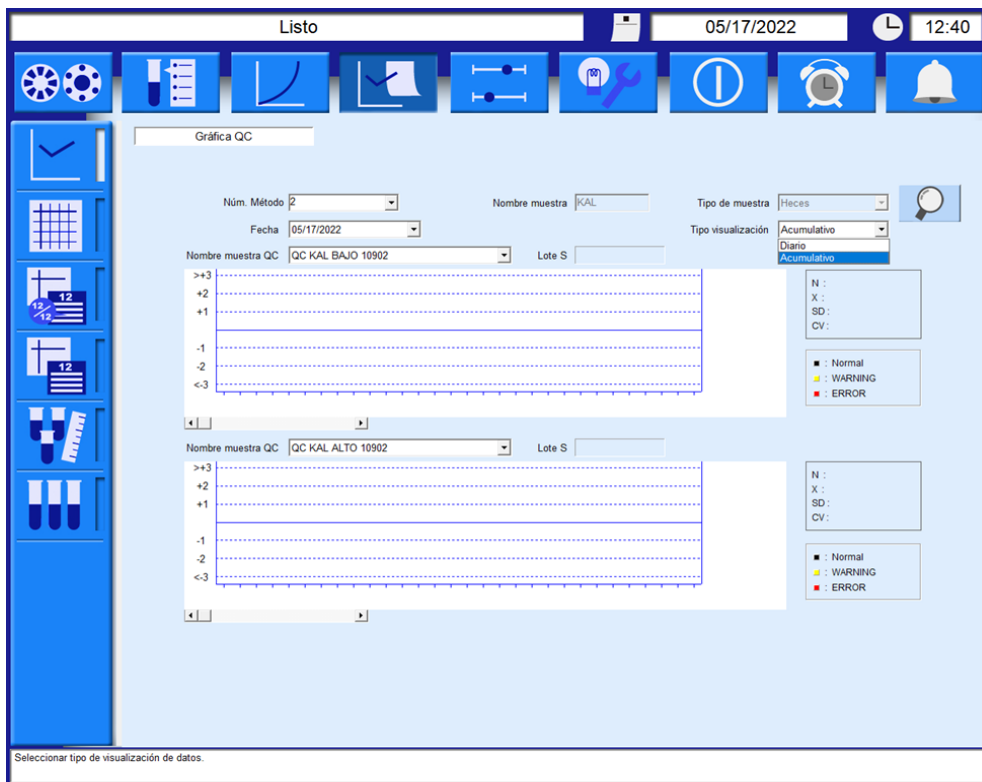 Listo 05/17/2022 12:40
Gráfica QC
Núm. Método 2 Nombre muestra KAL Tipo de muestra Heces
Fecha 05/17/2022 Tipo visualización Acumulativo
Diario
Acumulativo
Nombre muestra QC QC KAL BAJO 10902 Lote S
>+3
+2
+1
-1
-2
<-3
N :
X :
SD :
CV :
: Normal
: WARNING
: ERROR
Nombre muestra QC QC KAL ALTO 10902 Lote S
>+3
+2
+1
-1
-2
<-3
N :
X :
SD :
CV :
: Normal
: WARNING
: ERROR
12
12/12
12
Seleccionar tipo de visualización de datos.